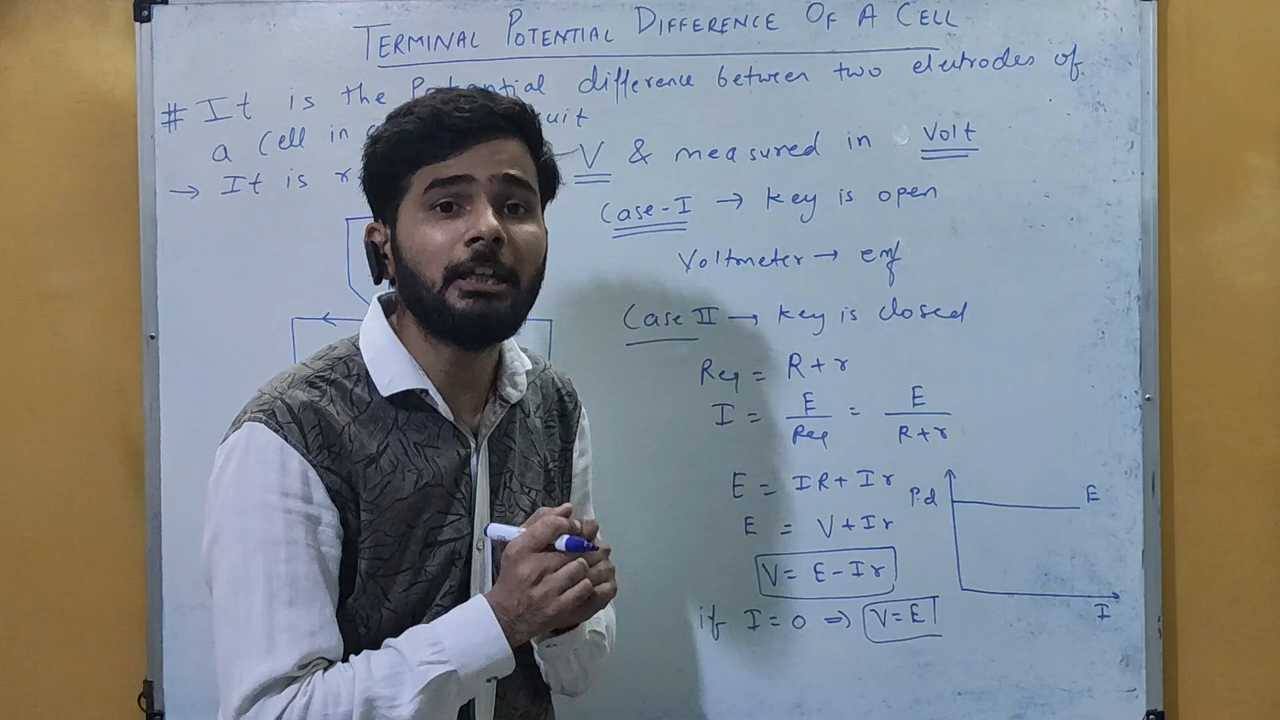 TERMINAL POTENTIAL DIFFERENCE OF A CELL
# It is the Potential difference between two electrodes of
a Cell in
→ It is V & measured in Volt
Case-I → key is open
Voltmeter → emf
Case II → key is closed
Req = R+r
I = E/Req = E/R+r
E = IR+Ir
E = V+Ir
V = E-Ir
if I=0 ⇒ V=E
P.d
E
I